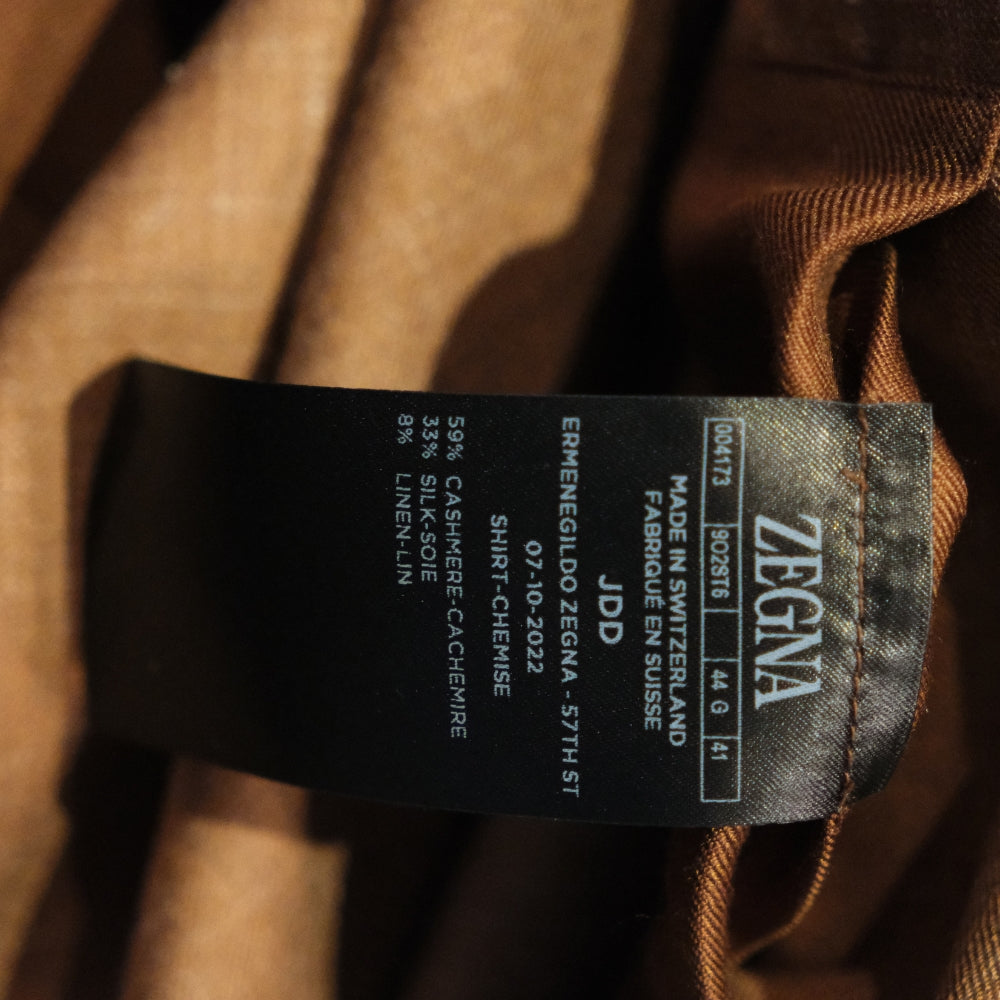 ZEGNA
004173 9028T6 44 G 41
MADE IN SWITZERLAND
FABRIQUÉ EN SUISSE
JDD
ERMENEGILDO ZEGNA - 57TH ST
07-10-2022
SHIRT-CHEMISE
59% CASHMERE-CACHEMIRE
33% SILK-SOIE
8% LINEN-LIN